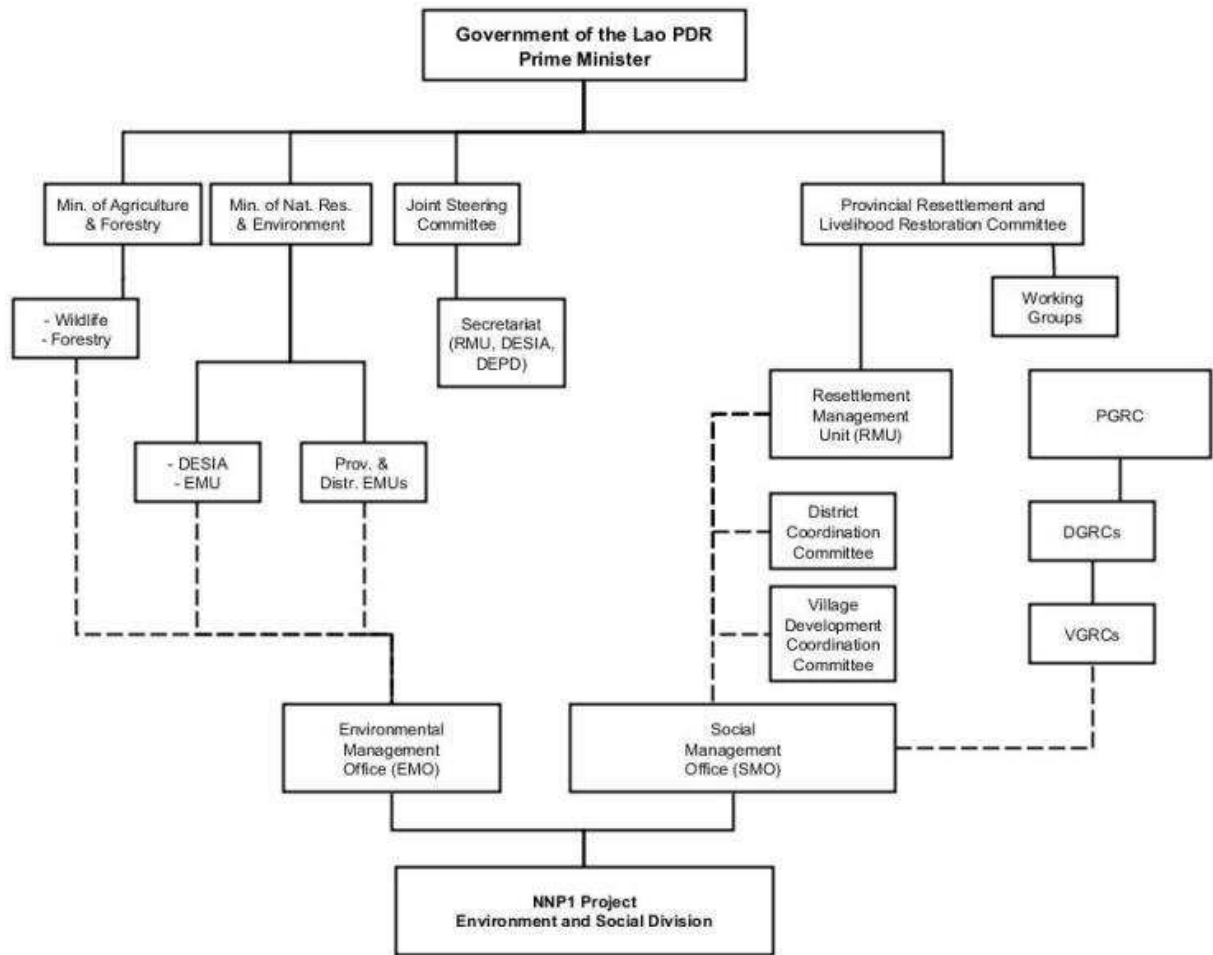 Government of the Lao PDR
Prime Minister
Min. of Agriculture
& Forestry
Min. of Nat. Res.
& Environment
Joint Steering
Committee
Provincial Resettlement and
Livelihood Restoration Committee
- Wildlife
- Forestry
Secretariat
(RMU, DESIA,
DEPD)
Working
Groups
Resettlement
Management
Unit (RMU)
PGRC
- DESIA
- EMU
Prov. &
Distr. EMUs
District
Coordination
Committee
DGRCs
Village
Development
Coordination
Committee
VGRCs
Environmental
Management
Office (EMO)
Social
Management
Office (SMO)
NNP1 Project
Environment and Social Division